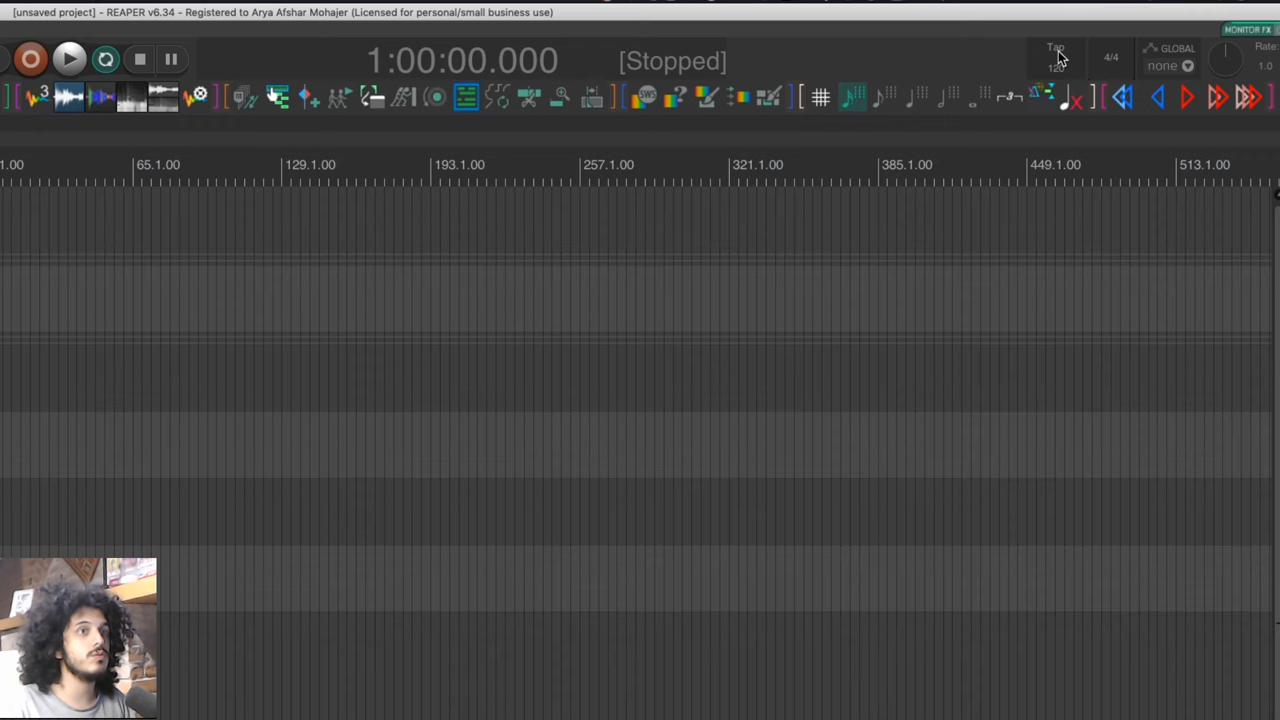 [unsaved project] - REAPER v6.34 - Registered to Arya Afshar Mohajer (Licensed for personal/small business use)
MONITOR FX
1:00:00.000 [Stopped]
Tap
120
4/4
GLOBAL
none
Rate:
1.0
3
SWS
?
-3-
1.00 65.1.00 129.1.00 193.1.00 257.1.00 321.1.00 385.1.00 449.1.00 513.1.00